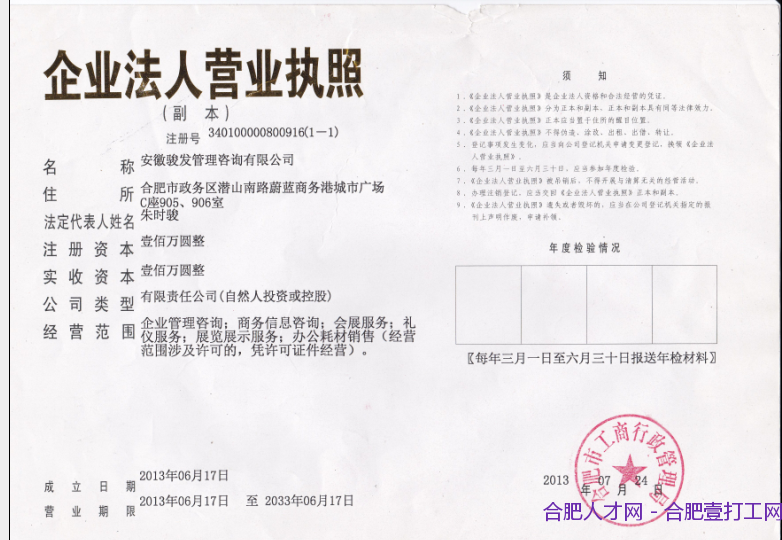 企业法人营业执照
(副 本)
注册号 340100000800916(1-1)
名 称 安徽骏发管理咨询有限公司
住 所 合肥市政务区潜山南路蔚蓝商务港城市广场
C座905、906室
法定代表人姓名 朱时骏
注册资本 壹佰万圆整
实收资本 壹佰万圆整
公司类型 有限责任公司(自然人投资或控股)
经营范围 企业管理咨询；商务信息咨询；会展服务；礼
仪服务；展览展示服务；办公耗材销售（经营
范围涉及许可的，凭许可证件经营）。
成立日期 2013年06月17日
营业期限 2013年06月17日 至 2033年06月17日
须 知
1．《企业法人营业执照》是企业法人资格和合法经营的凭证。
2．《企业法人营业执照》分为正本和副本，正本和副本具有同等法律效力。
3．《企业法人营业执照》正本应当置于住所的醒目位置。
4．《企业法人营业执照》不得伪造、涂改、出租、出借、转让。
5．登记事项发生变化，应当向公司登记机关申请变更登记，换领《企业法
人营业执照》。
6．每年三月一日至六月三十日，应当参加年度检验。
7．《企业法人营业执照》被吊销后，不得开展与清算无关的经营活动。
8．办理注销登记，应当交回《企业法人营业执照》正本和副本。
9．《企业法人营业执照》遗失或者毁坏的，应当在公司登记机关指定的报
刊上声明作废，申请补领。
年度检验情况
〖每年三月一日至六月三十日报送年检材料〗
合肥市工商行政管理局
2013 年 07 月 24 日
合肥人才网 - 合肥壹打工网